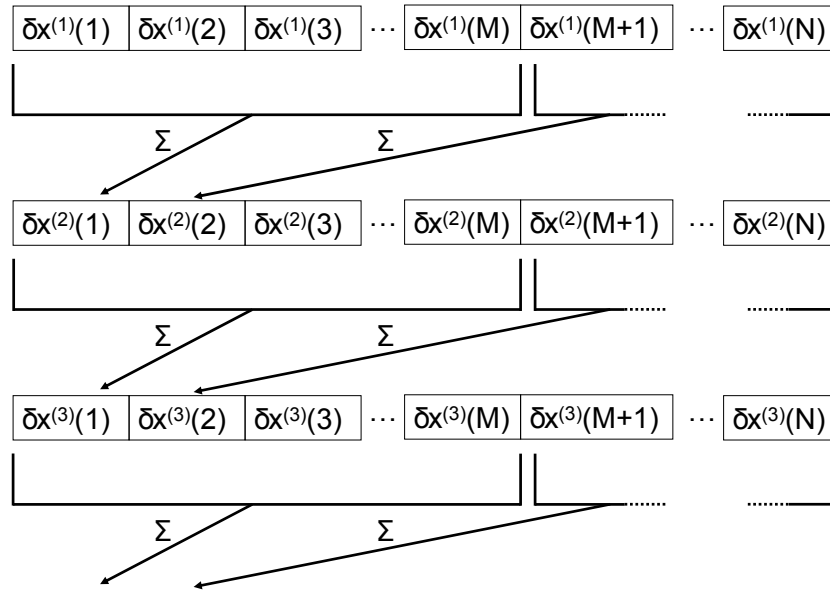 δx⁽¹⁾(1) δx⁽¹⁾(2) δx⁽¹⁾(3) ··· δx⁽¹⁾(M) δx⁽¹⁾(M+1) ··· δx⁽¹⁾(N)
Σ Σ
δx⁽²⁾(1) δx⁽²⁾(2) δx⁽²⁾(3) ··· δx⁽²⁾(M) δx⁽²⁾(M+1) ··· δx⁽²⁾(N)
Σ Σ
δx⁽³⁾(1) δx⁽³⁾(2) δx⁽³⁾(3) ··· δx⁽³⁾(M) δx⁽³⁾(M+1) ··· δx⁽³⁾(N)
Σ Σ